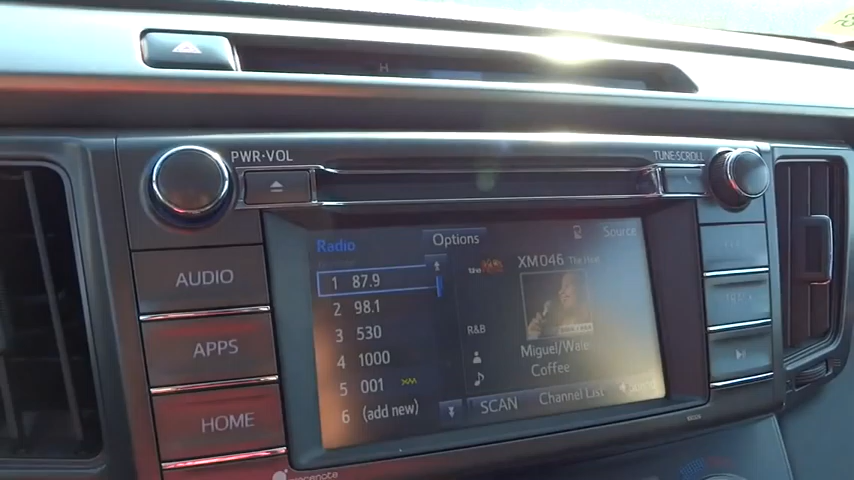 H
PWR·VOL
TUNE·SCROLL
AUDIO
APPS
HOME
Radio
Options
Source
1 87.9
2 98.1
3 530
4 1000
5 001
6 (add new)
XM046 The Heat
R&B
Miguel/Wale
Coffee
SCAN
Channel List